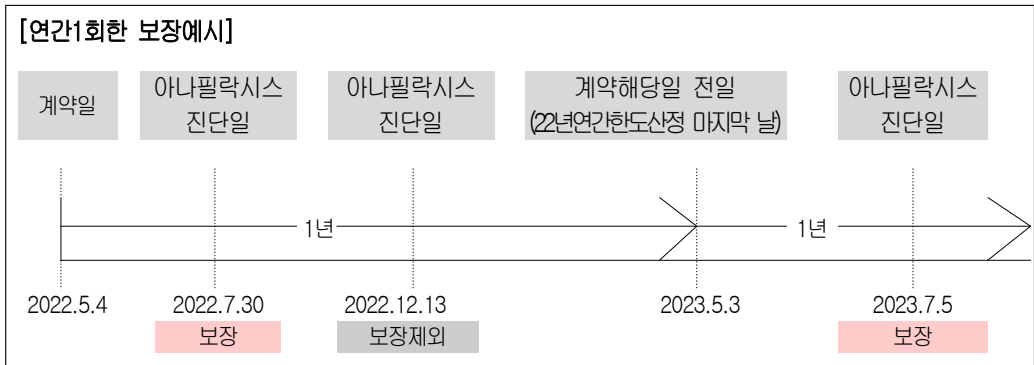 [연간1회한 보장예시]
계약일
아나필락시스
진단일
아나필락시스
진단일
계약해당일 전일
(22년연간한도산정 마지막 날)
아나필락시스
진단일
1년
1년
2022.5.4
2022.7.30
2022.12.13
2023.5.3
2023.7.5
보장
보장제외
보장